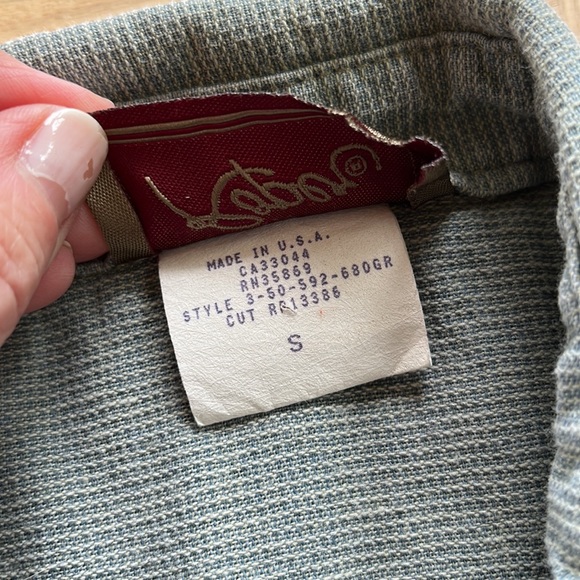 MADE IN U.S.A.
CA33044
RN35869
STYLE 3-50-592-680GR
CUT RR13386
S